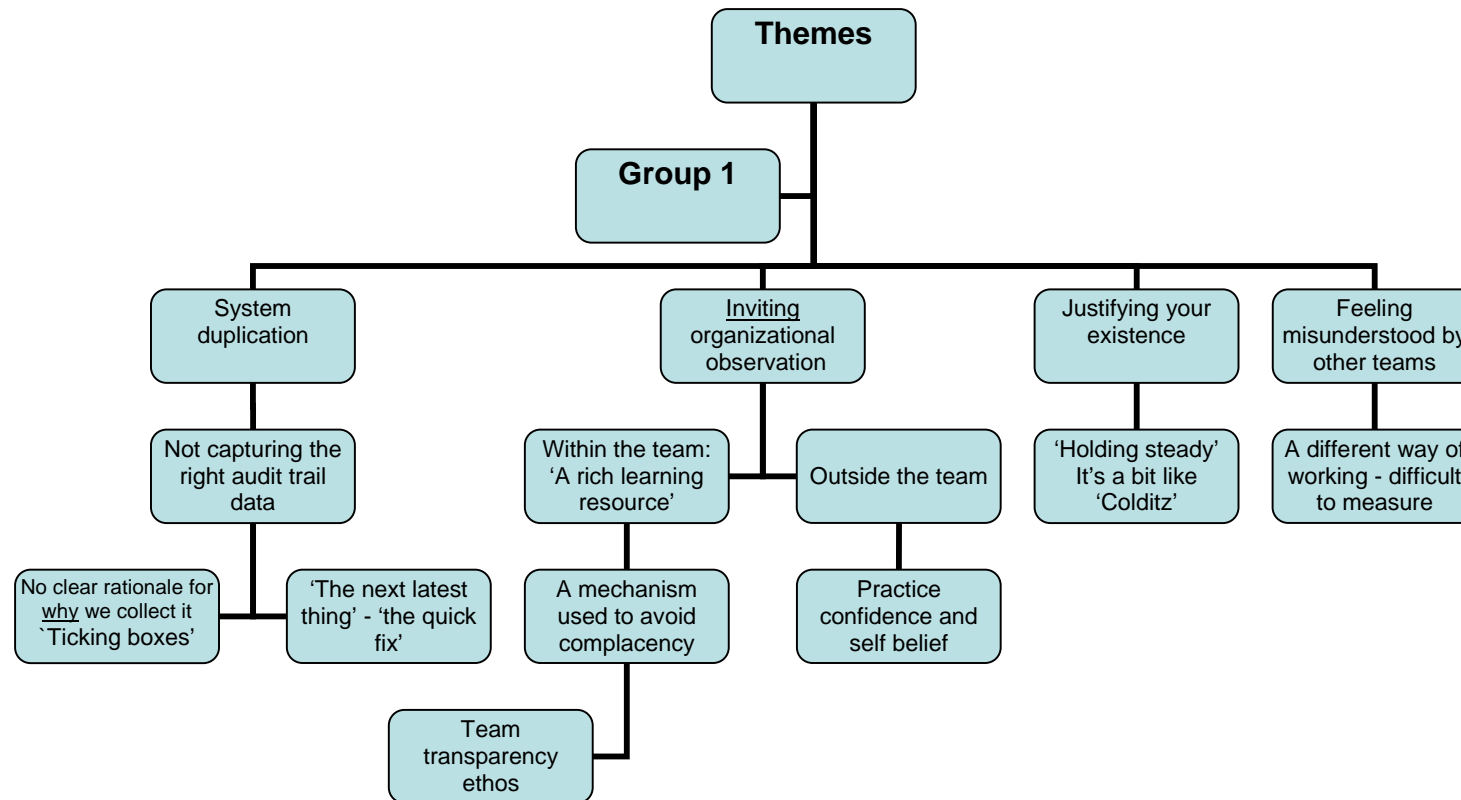 Themes
Group 1
System
duplication
Inviting
organizational
observation
Justifying your
existence
Feeling
misunderstood by
other teams
Not capturing the
right audit trail
data
Within the team:
‘A rich learning
resource’
Outside the team
‘Holding steady’
It’s a bit like
‘Colditz’
A different way of
working - difficult
to measure
No clear rationale for
why we collect it
`Ticking boxes’
‘The next latest
thing’ - ‘the quick
fix’
A mechanism
used to avoid
complacency
Practice
confidence and
self belief
Team
transparency
ethos